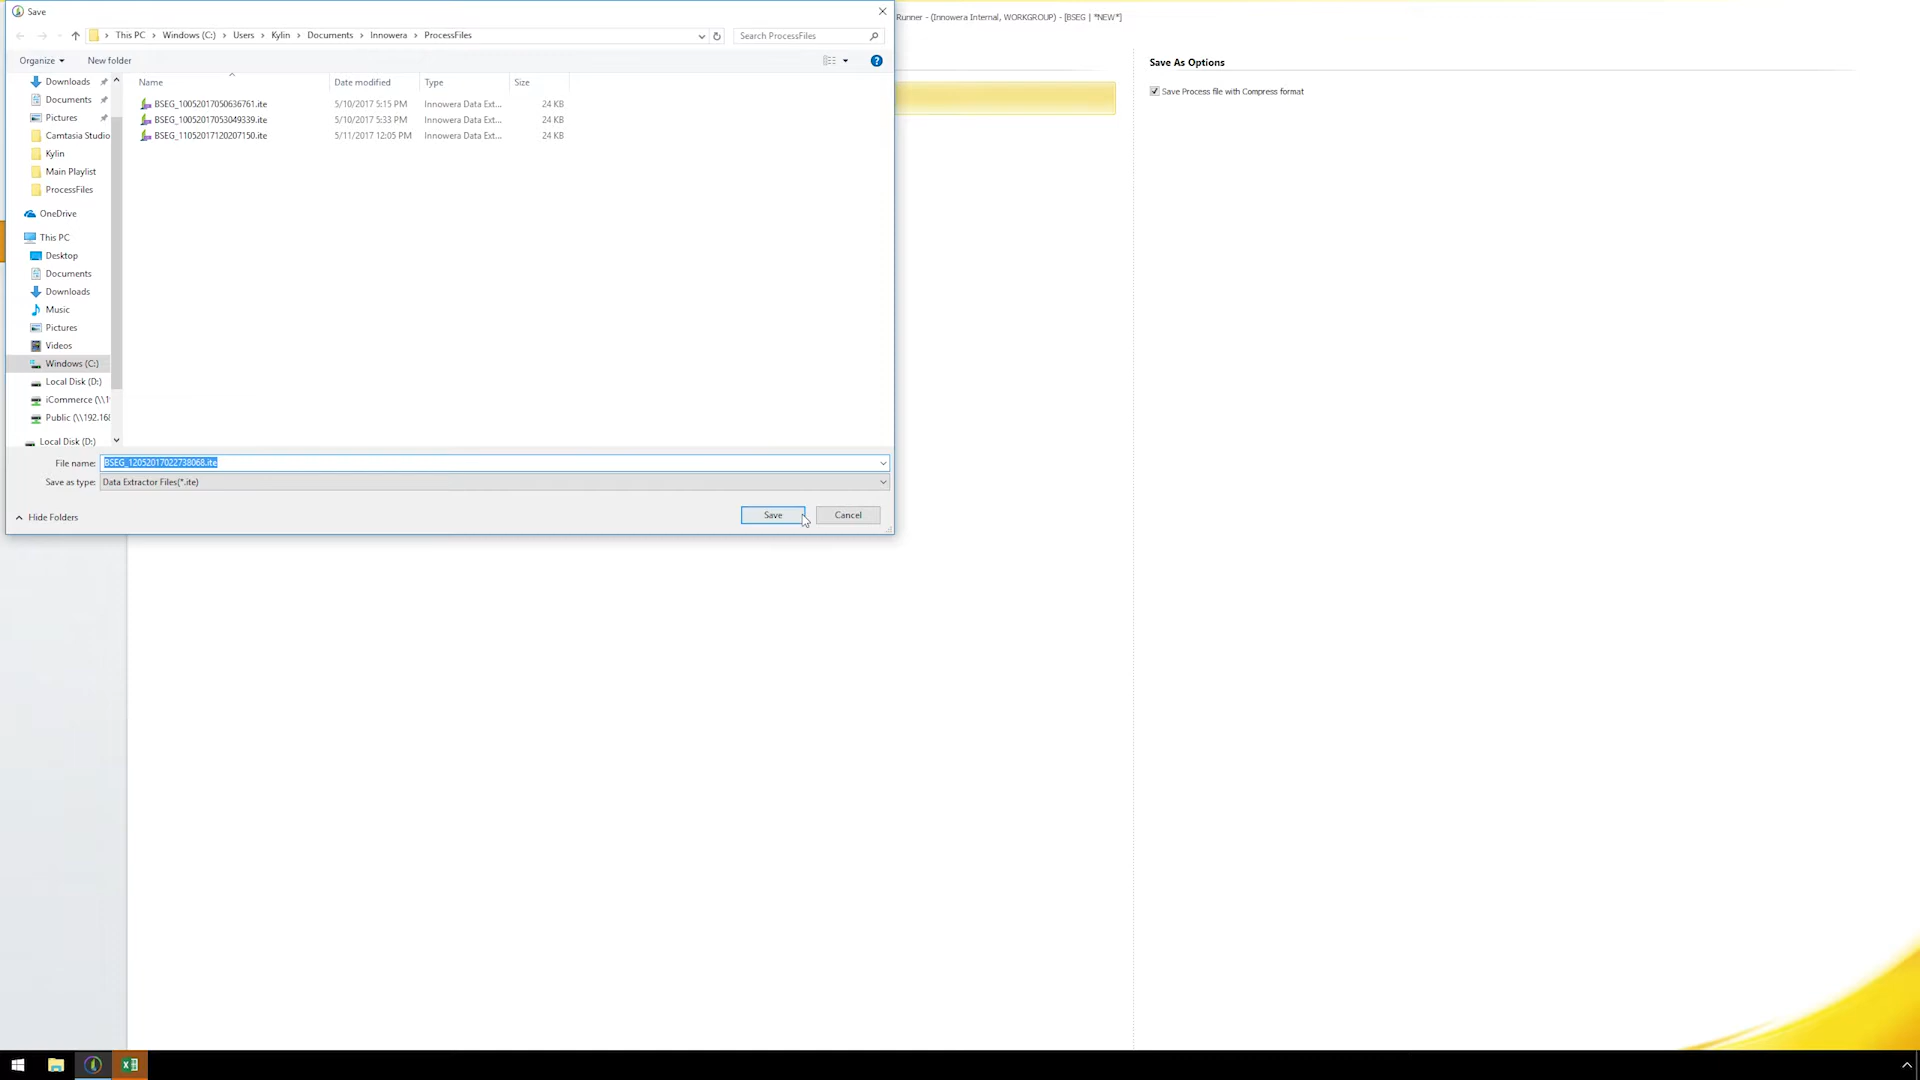 Save
Runner - (Innowera Internal, WORKGROUP) - [BSEG | *NEW*]
This PC > Windows (C:) > Users > Kylin > Documents > Innowera > ProcessFiles
Search ProcessFiles
Organize
New folder
Save As Options
Save Process file with Compress format
Name
Date modified
Type
Size
BSEG_10052017050636761.ite 5/10/2017 5:15 PM Innowera Data Ext... 24 KB
BSEG_10052017053049339.ite 5/10/2017 5:33 PM Innowera Data Ext... 24 KB
BSEG_11052017120207150.ite 5/11/2017 12:05 PM Innowera Data Ext... 24 KB
Downloads
Documents
Pictures
Camtasia Studio
Kylin
Main Playlist
ProcessFiles
OneDrive
This PC
Desktop
Documents
Downloads
Music
Pictures
Videos
Windows (C:)
Local Disk (D:)
iCommerce (\\1
Public (\\192.16
Local Disk (D:)
File name: BSEG_12052017022738068.ite
Save as type: Data Extractor Files(*.ite)
Hide Folders
Save
Cancel